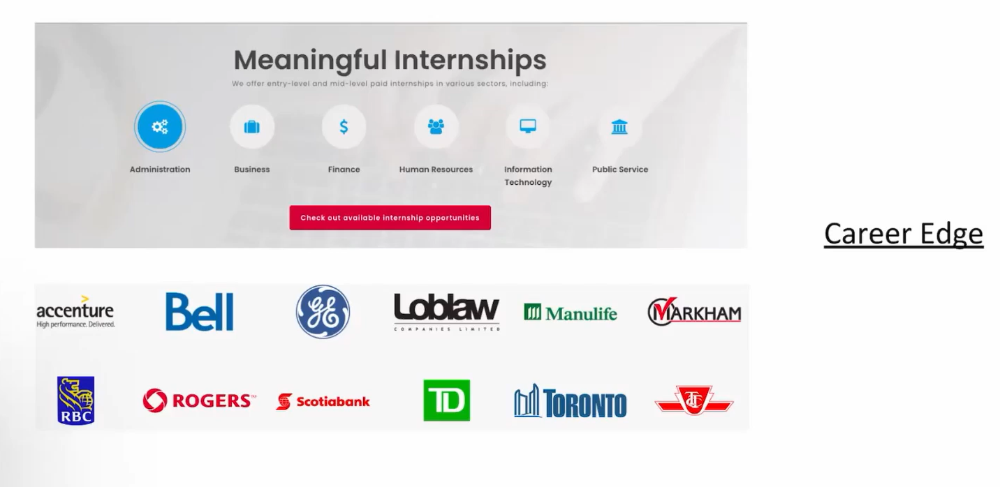 Meaningful Internships
We offer entry-level and mid-level paid internships in various sectors, including:
Administration
Business
Finance
Human Resources
Information
Technology
Public Service
Check out available internship opportunities
Career Edge
accenture
High performance. Delivered.
Bell
GE
Loblaw
COMPANIES LIMITED
Manulife
MARKHAM
RBC
ROGERS™
Scotiabank
TD
TORONTO
TTC